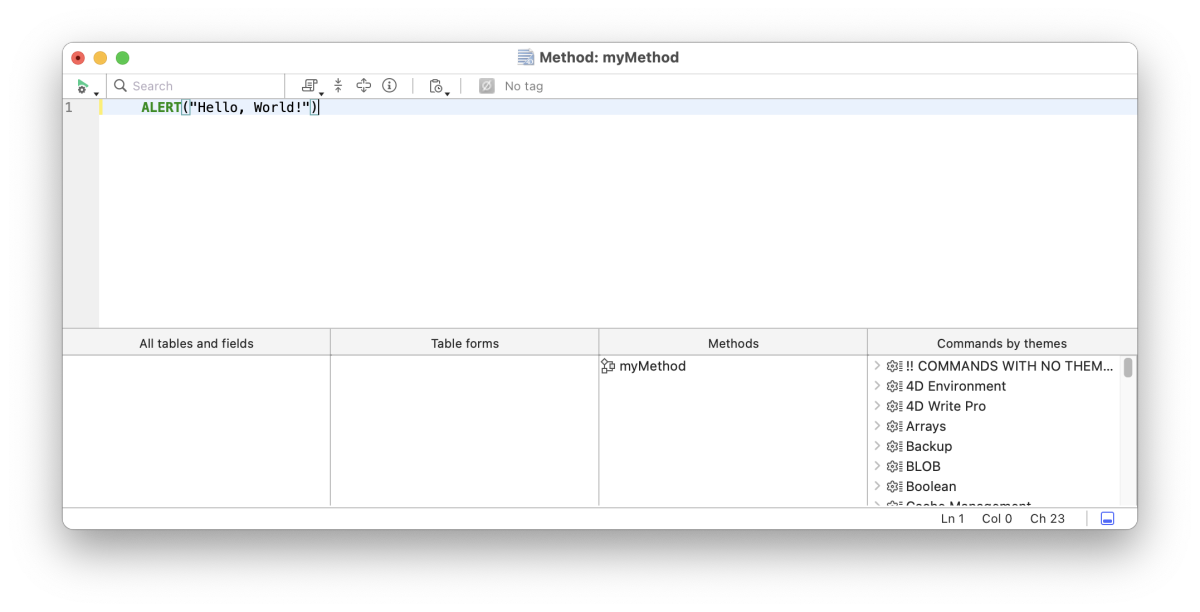 Method: myMethod
Search
No tag
1 ALERT("Hello, World!")
All tables and fields
Table forms
Methods
Commands by themes
myMethod
!! COMMANDS WITH NO THEM...
4D Environment
4D Write Pro
Arrays
Backup
BLOB
Boolean
Cache Management
Ln 1 Col 0 Ch 23